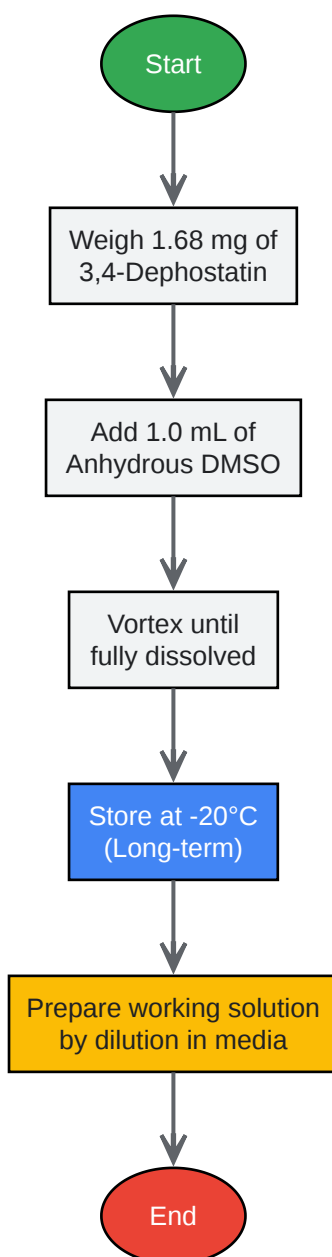 Start
Weigh 1.68 mg of
3,4-Dephostatin
Add 1.0 mL of
Anhydrous DMSO
Vortex until
fully dissolved
Store at -20°C
(Long-term)
Prepare working solution
by dilution in media
End